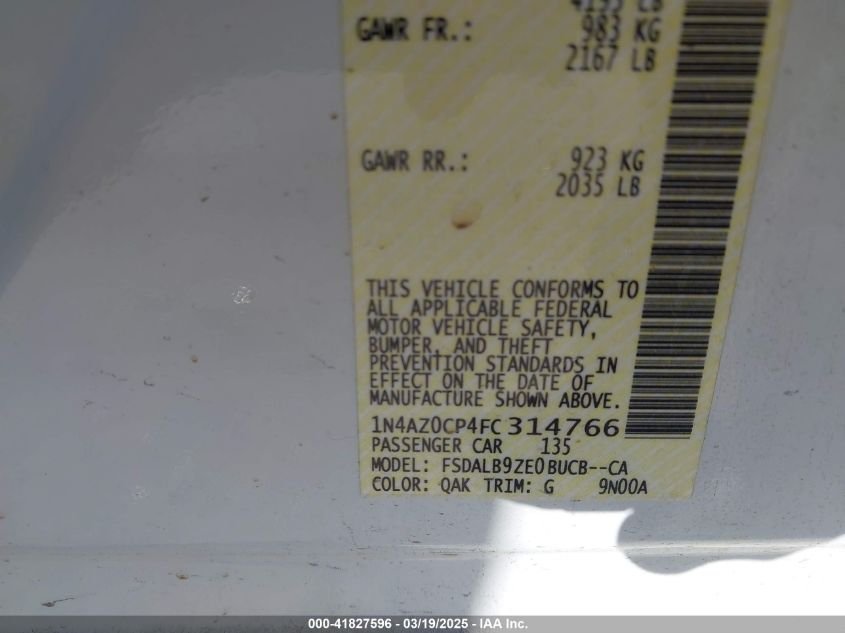 4195 LB
GAWR FR.: 983 KG
2167 LB
GAWR RR.: 923 KG
2035 LB
THIS VEHICLE CONFORMS TO
ALL APPLICABLE FEDERAL
MOTOR VEHICLE SAFETY,
BUMPER, AND THEFT
PREVENTION STANDARDS IN
EFFECT ON THE DATE OF
MANUFACTURE SHOWN ABOVE.
1N4AZ0CP4FC314766
PASSENGER CAR 135
MODEL: FSDALB9ZE0BUCB--CA
COLOR: QAK TRIM: G 9N00A
000-41827596 - 03/19/2025 - IAA Inc.